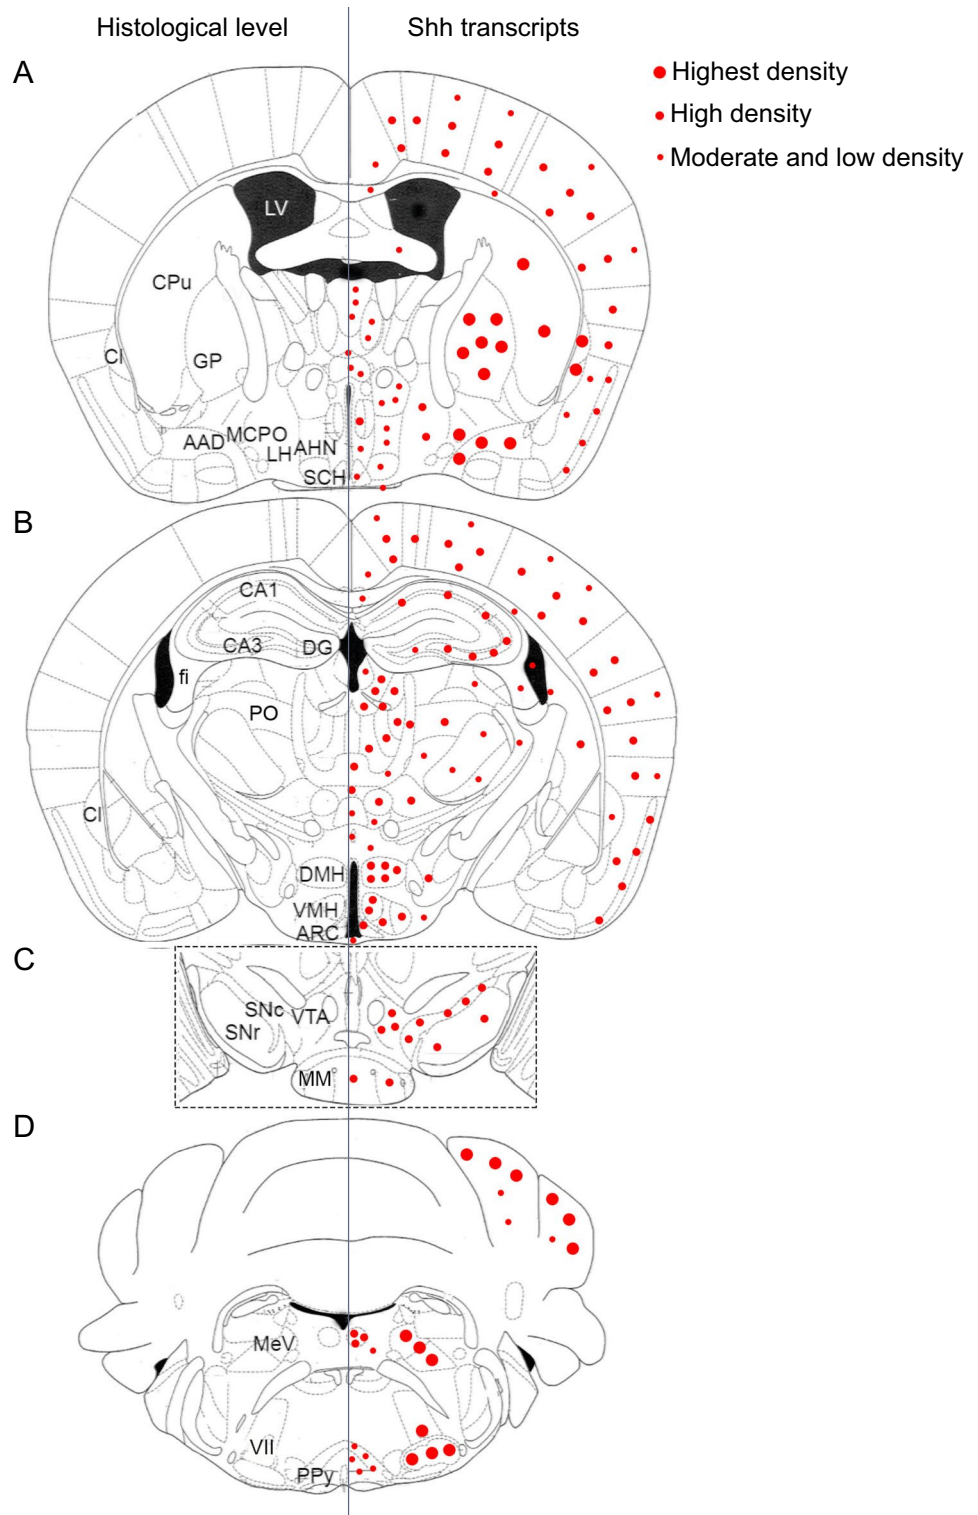 Histological level
Shh transcripts
A
Highest density
High density
Moderate and low density
LV
CPu
Cl
GP
AAD
MCPO
LH
AHN
SCH
B
CA1
CA3
DG
fi
PO
Cl
DMH
VMH
ARC
C
SNc
VTA
SNr
MM
D
MeV
VII
PPy